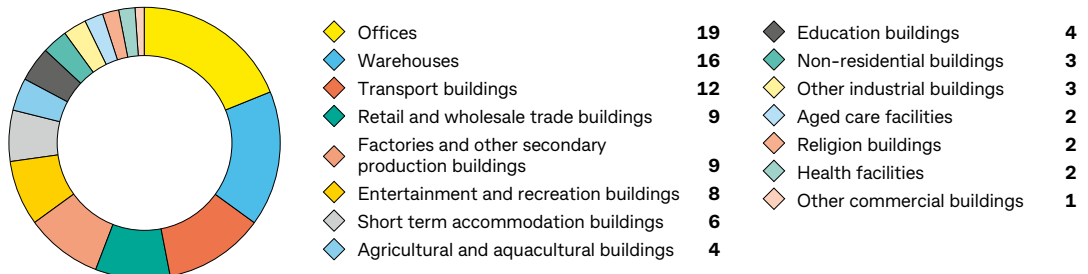 Offices 19
Warehouses 16
Transport buildings 12
Retail and wholesale trade buildings 9
Factories and other secondary
production buildings 9
Entertainment and recreation buildings 8
Short term accommodation buildings 6
Agricultural and aquacultural buildings 4
Education buildings 4
Non-residential buildings 3
Other industrial buildings 3
Aged care facilities 2
Religion buildings 2
Health facilities 2
Other commercial buildings 1